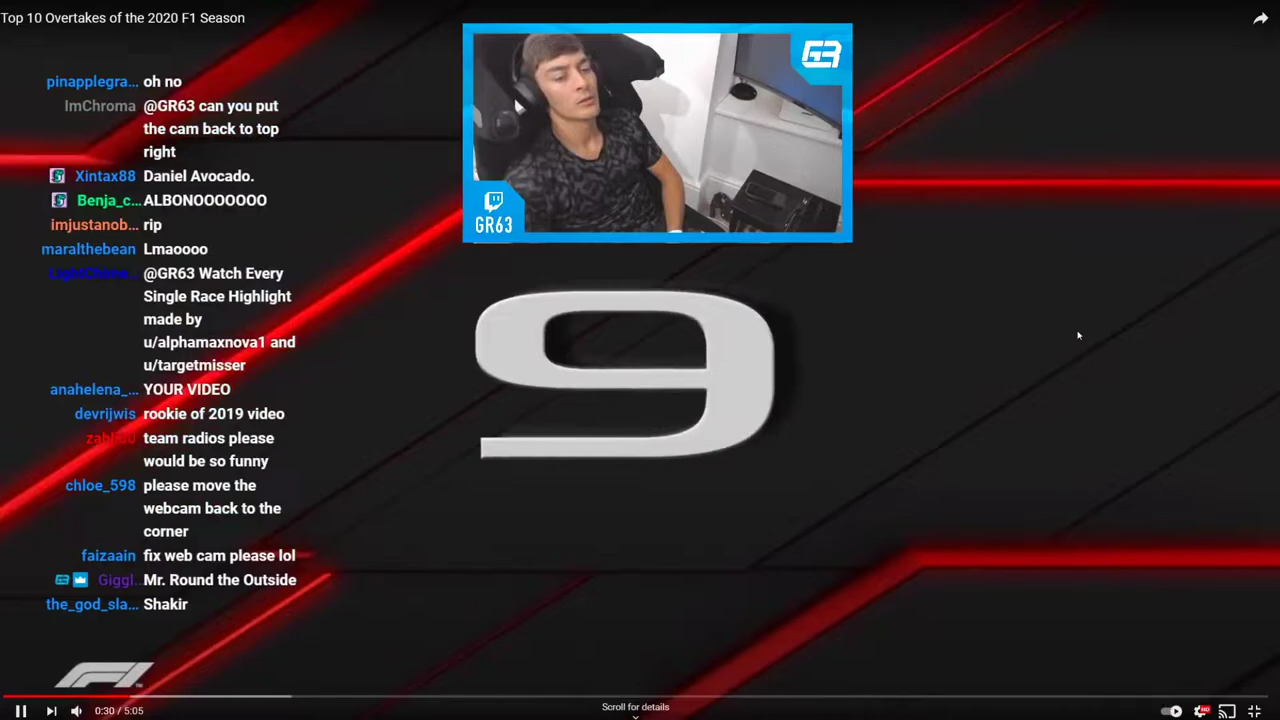 Top 10 Overtakes of the 2020 F1 Season
pinapplegra... oh no
ImChroma @GR63 can you put
the cam back to top
right
Xintax88 Daniel Avocado.
Benja_c... ALBONOOOOOOO
imjustanob... rip
maralthebean Lmaoooo
@GR63 Watch Every
Single Race Highlight
made by
u/alphamaxnova1 and
u/targetmisser
anahelena_... YOUR VIDEO
devrijwis rookie of 2019 video
team radios please
would be so funny
chloe_598 please move the
webcam back to the
corner
faizaain fix web cam please lol
Giggl... Mr. Round the Outside
the_god_sla... Shakir
GR63
9
F1
0:30 / 5:05
Scroll for details
HD